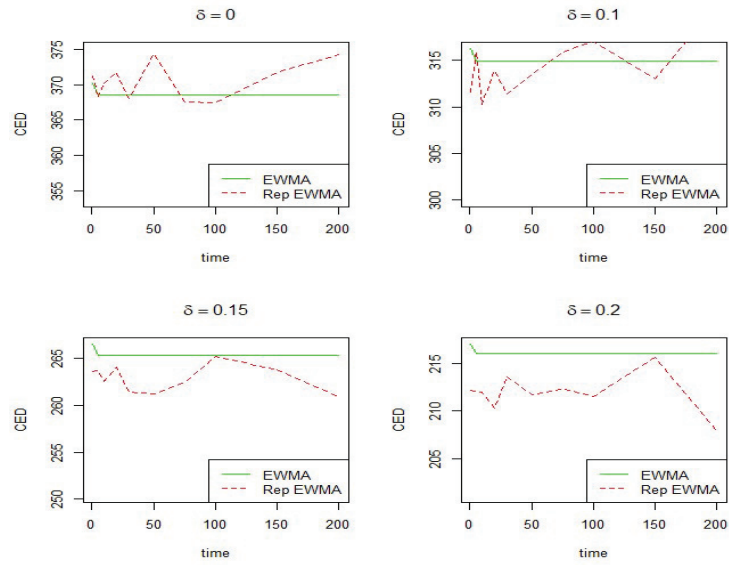 δ = 0
CED
375
370
365
360
355
EWMA
Rep EWMA
0 50 100 150 200
time
δ = 0.1
CED
315
310
305
300
EWMA
Rep EWMA
0 50 100 150 200
time
δ = 0.15
CED
265
260
255
250
EWMA
Rep EWMA
0 50 100 150 200
time
δ = 0.2
CED
215
210
205
EWMA
Rep EWMA
0 50 100 150 200
time